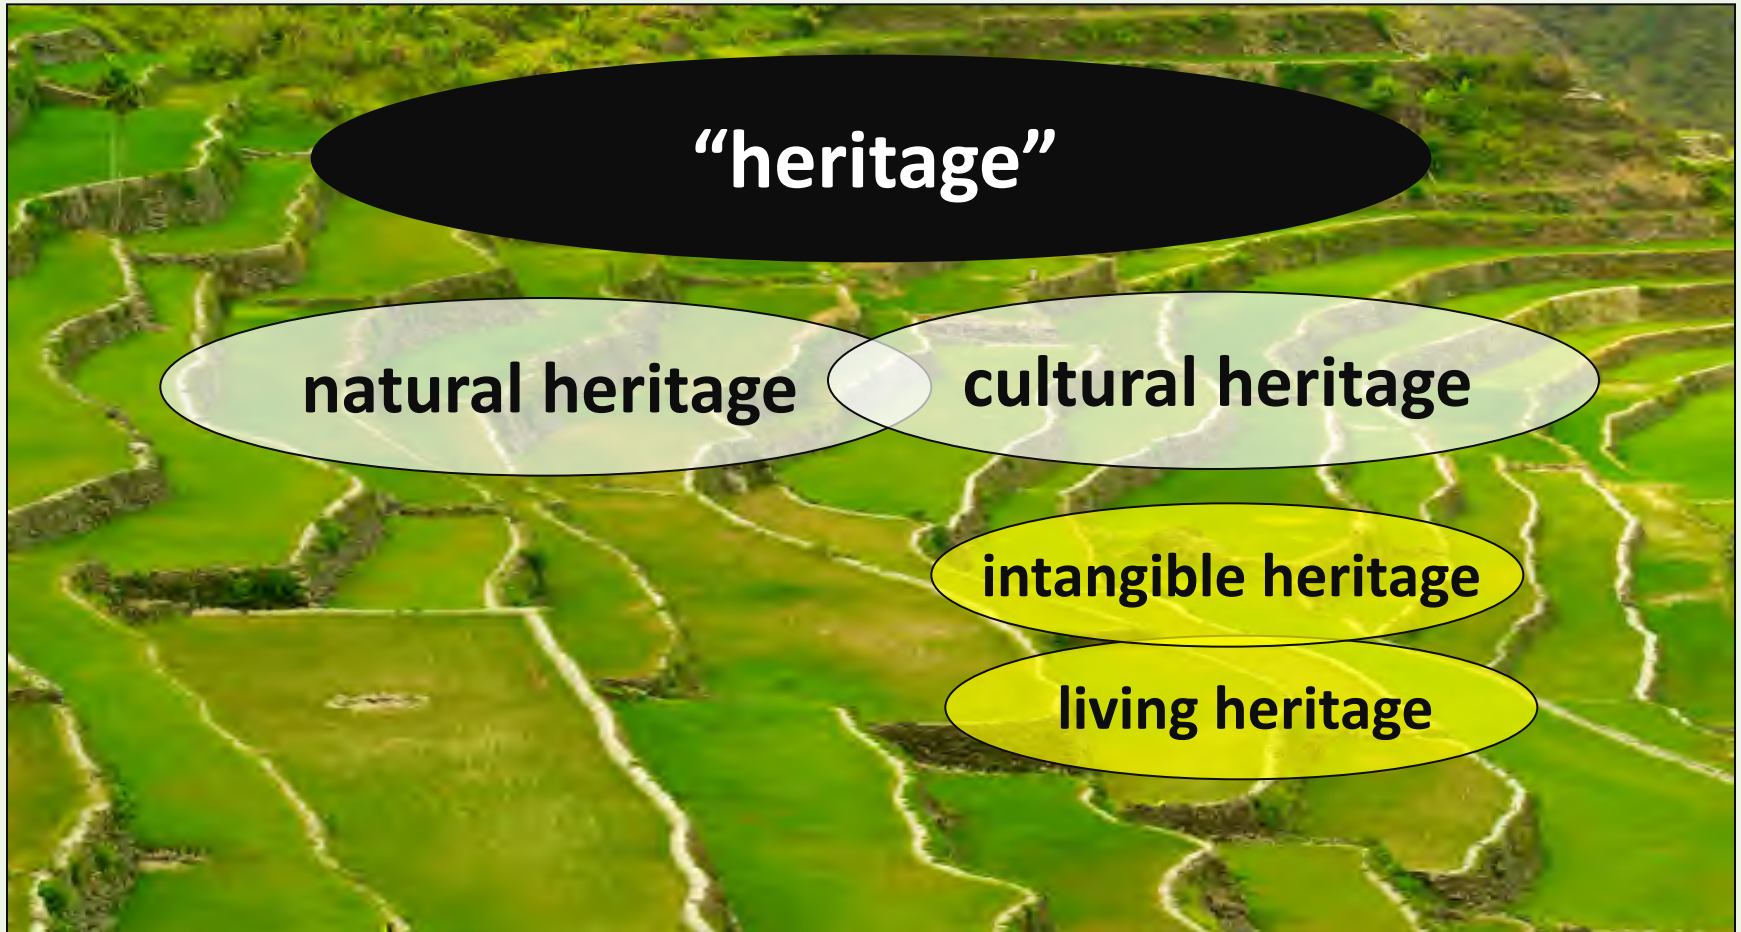 “heritage”
natural heritage
cultural heritage
intangible heritage
living heritage